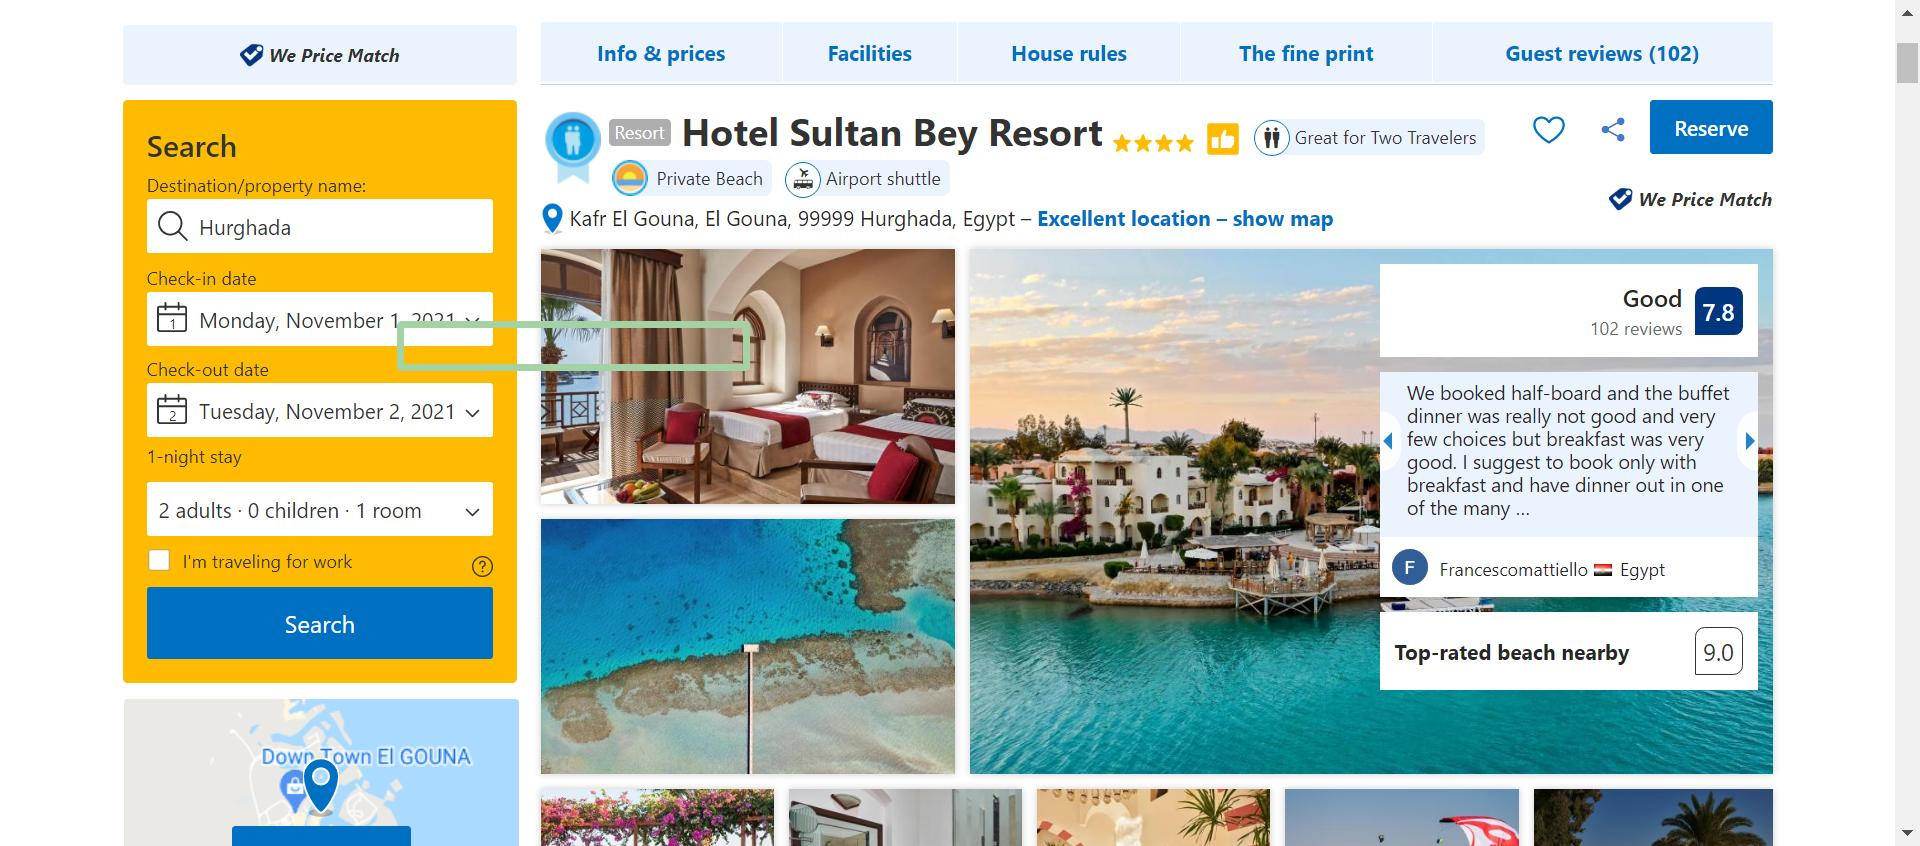 We Price Match
Info & prices
Facilities
House rules
The fine print
Guest reviews (102)
Search
Destination/property name:
Hurghada
Check-in date
1
Monday, November 1, 2021
Check-out date
2
Tuesday, November 2, 2021
1-night stay
2 adults · 0 children · 1 room
I'm traveling for work
?
Search
Resort
Hotel Sultan Bey Resort
Great for Two Travelers
Reserve
Private Beach
Airport shuttle
We Price Match
Kafr El Gouna, El Gouna, 99999 Hurghada, Egypt – Excellent location – show map
Good
102 reviews
7.8
We booked half-board and the buffet
dinner was really not good and very
few choices but breakfast was very
good. I suggest to book only with
breakfast and have dinner out in one
of the many ...
F
Francescomattiello
Egypt
Top-rated beach nearby
9.0
Down Town El GOUNA